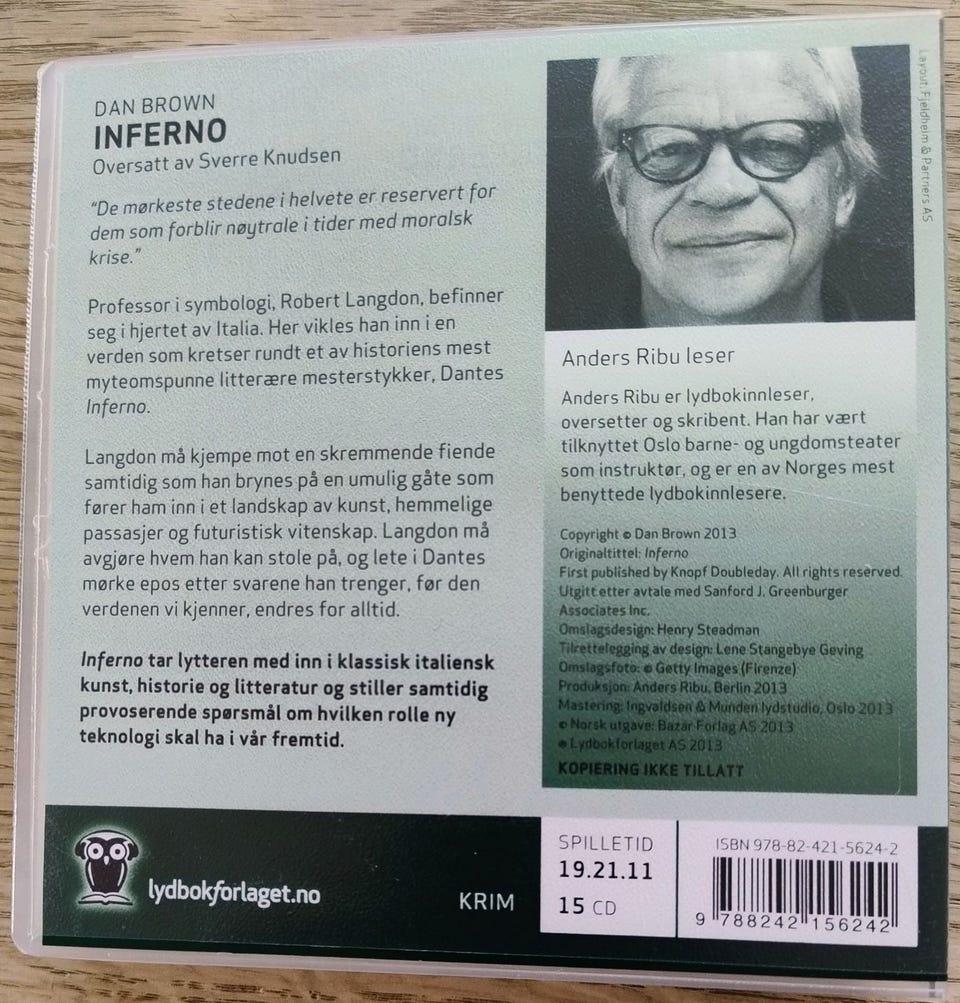 DAN BROWN
INFERNO
Oversatt av Sverre Knudsen
"De mørkeste stedene i helvete er reservert for
dem som forblir nøytrale i tider med moralsk
krise."
Professor i symbologi, Robert Langdon, befinner
seg i hjertet av Italia. Her vikles han inn i en
verden som kretser rundt et av historiens mest
myteomspunne litterære mesterstykker, Dantes
Inferno.
Langdon må kjempe mot en skremmende fiende
samtidig som han brynes på en umulig gåte som
fører ham inn i et landskap av kunst, hemmelige
passasjer og futuristisk vitenskap. Langdon må
avgjøre hvem han kan stole på, og lete i Dantes
mørke epos etter svarene han trenger, før den
verdenen vi kjenner, endres for alltid.
Inferno tar lytteren med inn i klassisk italiensk
kunst, historie og litteratur og stiller samtidig
provoserende spørsmål om hvilken rolle ny
teknologi skal ha i vår fremtid.
Layout: Fjeldheim & Partners AS
Anders Ribu leser
Anders Ribu er lydbokinnleser,
oversetter og skribent. Han har vært
tilknyttet Oslo barne- og ungdomsteater
som instruktør, og er en av Norges mest
benyttede lydbokinnlesere.
Copyright © Dan Brown 2013
Originaltittel: Inferno
First published by Knopf Doubleday. All rights reserved.
Utgitt etter avtale med Sanford J. Greenburger
Associates Inc.
Omslagsdesign: Henry Steadman
Tilrettelegging av design: Lene Stangebye Geving
Omslagsfoto: © Getty Images (Firenze)
Produksjon: Anders Ribu, Berlin 2013
Mastering: Ingvaldsen & Munden lydstudio, Oslo 2013
© Norsk utgave: Bazar Forlag AS 2013
© Lydbokforlaget AS 2013
KOPIERING IKKE TILLATT
lydbokforlaget.no
KRIM
SPILLETID
19.21.11
15 CD
ISBN 978-82-421-5624-2
9 788242 156242